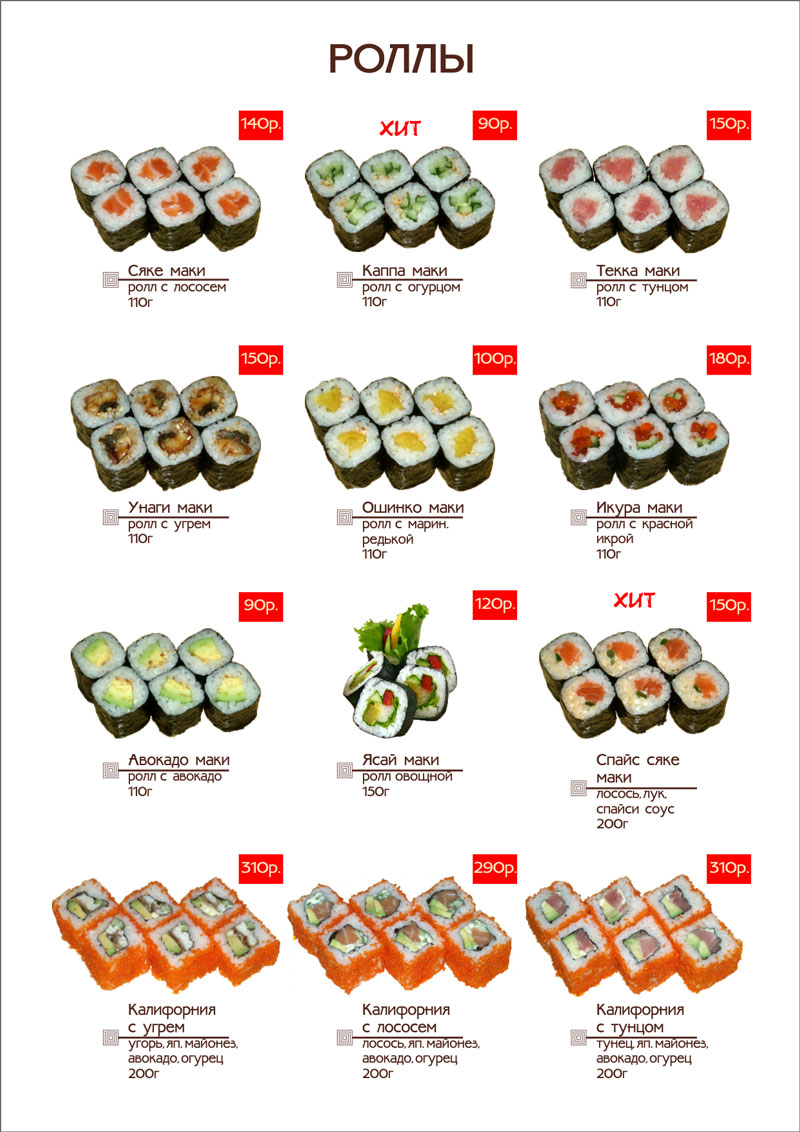 РОЛЛЫ
140р.
Сяке маки
ролл с лососем
110г
ХИТ
90р.
Каппа маки
ролл с огурцом
110г
150р.
Текка маки
ролл с тунцом
110г
150р.
Унаги маки
ролл с угрем
110г
100р.
Ошинко маки
ролл с марин.
редькой
110г
180р.
Икура маки
ролл с красной
икрой
110г
90р.
Авокадо маки
ролл с авокадо
110г
120р.
Ясай маки
ролл овощной
150г
ХИТ
150р.
Спайс сяке
маки
лосось, лук,
спайси соус
200г
310р.
Калифорния
с угрем
угорь, яп. майонез,
авокадо, огурец
200г
290р.
Калифорния
с лососем
лосось, яп. майонез,
авокадо, огурец
200г
310р.
Калифорния
с тунцом
тунец, яп. майонез,
авокадо, огурец
200г